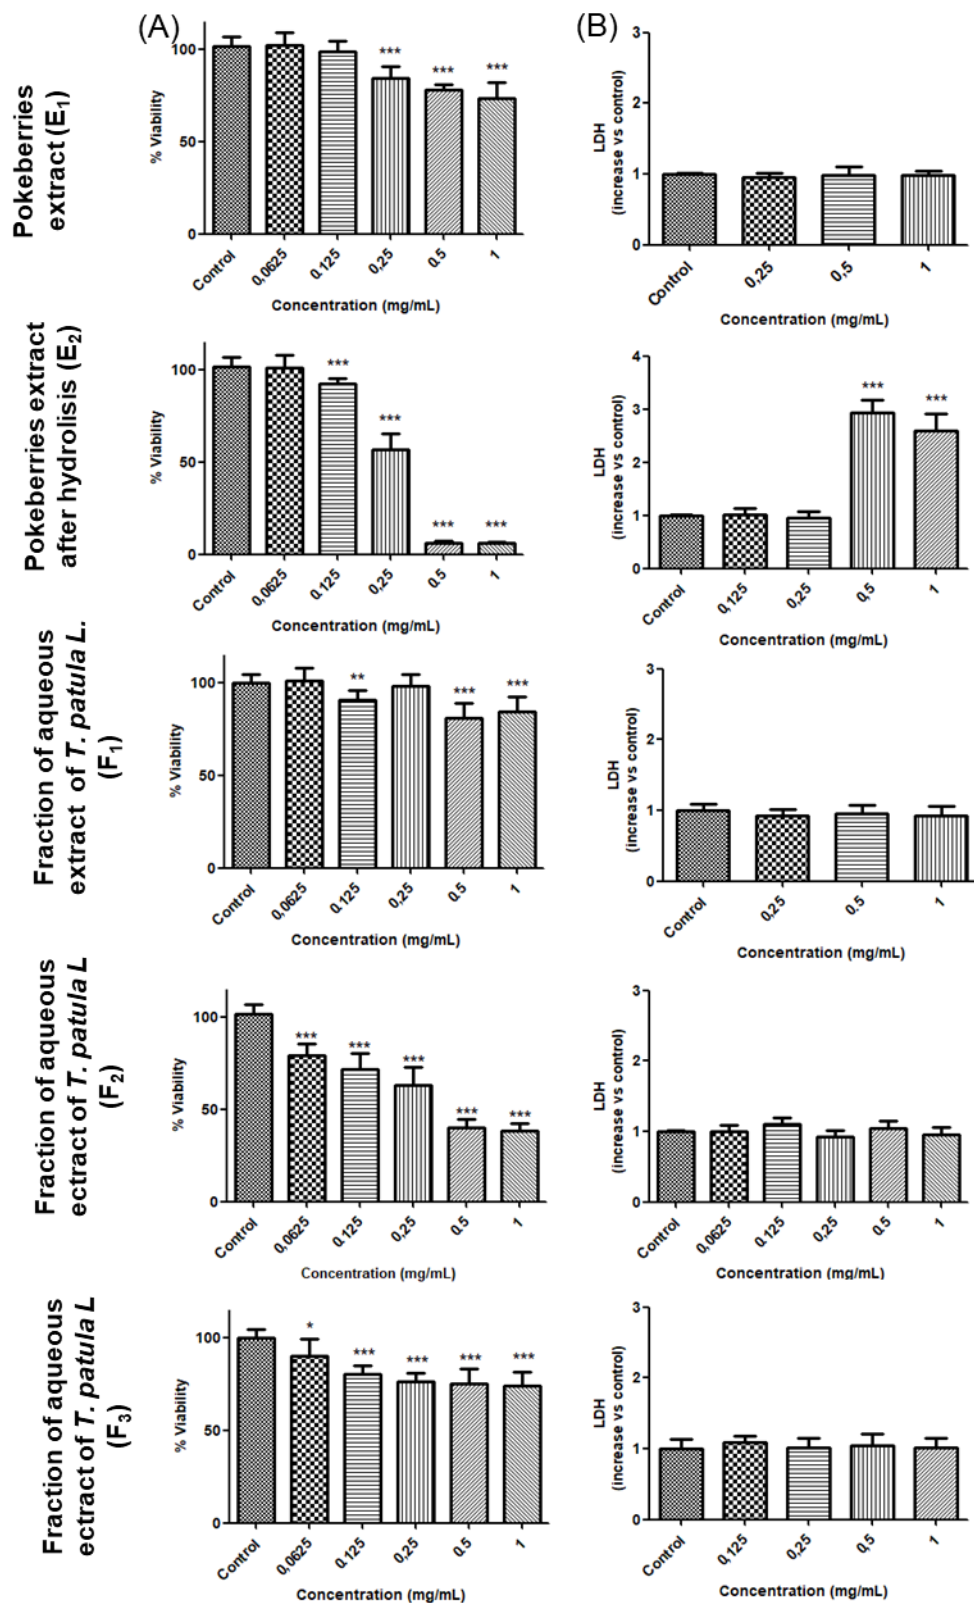 (A)
(B)
Pokeberries
extract (E1)
% Viability
100
50
0
***
***
***
Control
0,0625
0.125
0,25
0.5
1
Concentration (mg/mL)
LDH
(increase vs control)
3
2
1
0
Control
0,25
0,5
1
Concentration (mg/mL)
Pokeberries extract
after hydrolisis (E2)
% Viability
100
50
0
***
***
***
***
Control
0,0625
0.125
0,25
0.5
1
Concentration (mg/mL)
LDH
(increase vs control)
4
3
2
1
0
***
***
Control
0,125
0,25
0,5
1
Concentration (mg/mL)
Fraction of aqueous
extract of T. patula L.
(F1)
% Viability
100
50
0
**
***
***
Control
0,0625
0.125
0,25
0.5
1
Concentration (mg/mL)
LDH
(increase vs control)
3
2
1
0
Control
0,25
0.5
1
Concentration (mg/mL)
Fraction of aqueous
ectract of T. patula L
(F2)
% Viability
100
50
0
***
***
***
***
***
Control
0,0625
0.125
0,25
0.5
1
Concentration (mg/mL)
LDH
(increase vs control)
3
2
1
0
Control
0,0625
0.125
0,25
0.5
1
Concentration (mg/mL)
Fraction of aqueous
ectract of T. patula L
(F3)
% Viability
100
50
0
*
***
***
***
***
Control
0,0625
0.125
0,25
0.5
1
Concentration (mg/mL)
LDH
(increase vs control)
3
2
1
0
Control
0,125
0,25
0.5
1
Concentration (mg/mL)